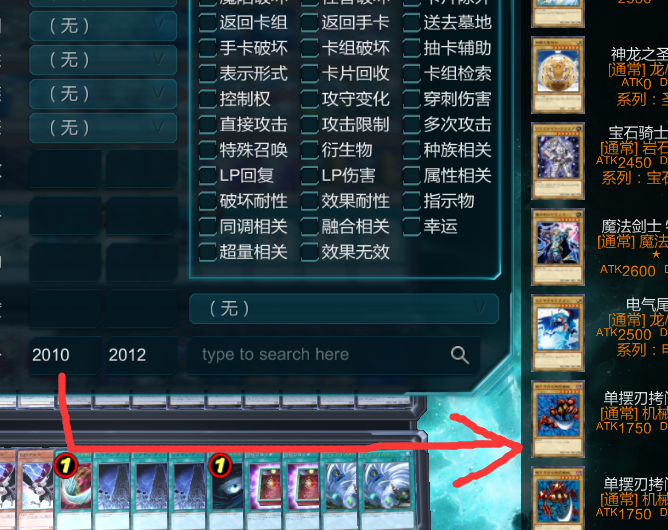 (无)
返回卡组 返回手卡 送去墓地
手卡破坏 卡组破坏 抽卡辅助
(无)
表示形式 卡片回收 卡组检索
(无)
控制权 攻守变化 穿刺伤害
(无)
直接攻击 攻击限制 多次攻击
特殊召唤 衍生物 种族相关
LP回复 LP伤害 属性相关
破坏耐性 效果耐性 指示物
同调相关 融合相关 幸运
超量相关 效果无效
(无)
2010 2012 type to search here
1 1
神龙之圣
[通常] 龙/
ATK0 D
系列：圣
宝石骑士
[通常] 岩石
ATK2450 D
系列：宝石
魔法剑士
[通常] 魔法
★
ATK2600 D
电气尾
[通常] 龙/
ATK2500 D
系列：电
单摆刃拷问
[通常] 机械
ATK1750 D
单摆刃拷问
[通常] 机械
ATK1750 D